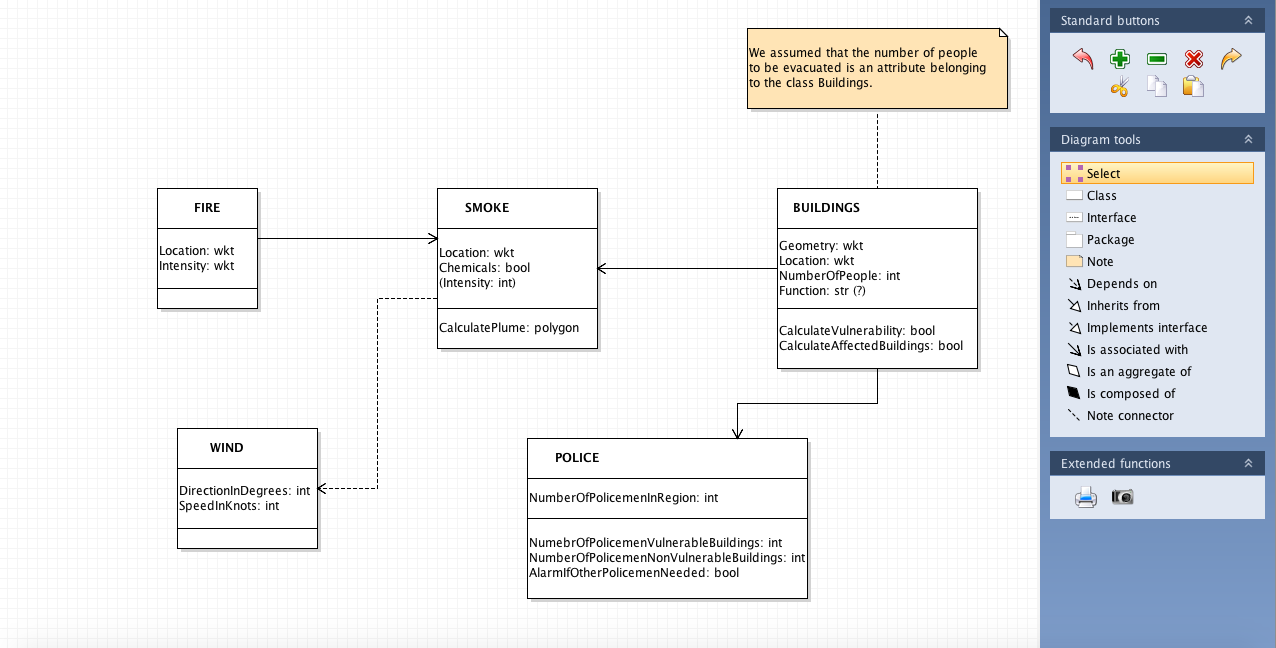 We assumed that the number of people
to be evacuated is an attribute belonging
to the class Buildings.
FIRE
Location: wkt
Intensity: wkt
SMOKE
Location: wkt
Chemicals: bool
(Intensity: int)
CalculatePlume: polygon
BUILDINGS
Geometry: wkt
Location: wkt
NumberOfPeople: int
Function: str (?)
CalculateVulnerability: bool
CalculateAffectedBuildings: bool
WIND
DirectionInDegrees: int
SpeedInKnots: int
POLICE
NumberOfPolicemenInRegion: int
NumebrOfPolicemenVulnerableBuildings: int
NumberOfPolicemenNonVulnerableBuildings: int
AlarmIfOtherPolicemenNeeded: bool
Standard buttons
Diagram tools
Select
Class
Interface
Package
Note
Depends on
Inherits from
Implements interface
Is associated with
Is an aggregate of
Is composed of
Note connector
Extended functions